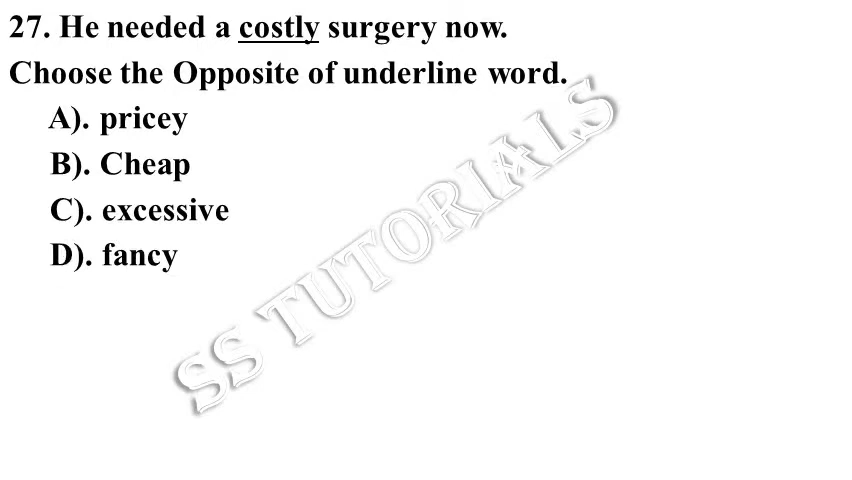 27. He needed a costly surgery now.
Choose the Opposite of underline word.
A). pricey
B). Cheap
C). excessive
D). fancy
SS TUTORIALS